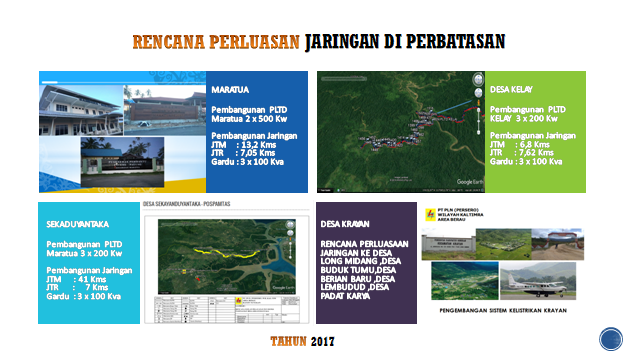 RENCANA PERLUASAN JARINGAN DI PERBATASAN
MARATUA
Pembangunan PLTD
Maratua 2 x 500 Kw
Pembangunan Jaringan
JTM : 13,2 Kms
JTR : 7,05 Kms
Gardu : 3 x 100 Kva
Google Earth
DESA KELAY
Pembangunan PLTD
KELAY 3 x 200 Kw
Pembangunan Jaringan
JTM : 6,8 Kms
JTR : 7,62 Kms
Gardu : 3 x 100 Kva
SEKADUYANTAKA
Pembangunan PLTD
Maratua 3 x 200 Kw
Pembangunan Jaringan
JTM : 41 Kms
JTR : 7 Kms
Gardu : 3 x 100 Kva
DESA SEKAYANDUYANTAKA - POSPAMTAS
Google Earth
DESA KRAYAN
RENCANA PERLUASAAN
JARINGAN KE DESA
LONG MIDANG ,DESA
BUDUK TUMU,DESA
BERIAN BARU ,DESA
LEMBUDUD ,DESA
PADAT KARYA
PT PLN (PERSERO)
WILAYAH KALTIMRA
AREA BERAU
PENGEMBANGAN SISTEM KELISTRIKAN KRAYAN
TAHUN 2017